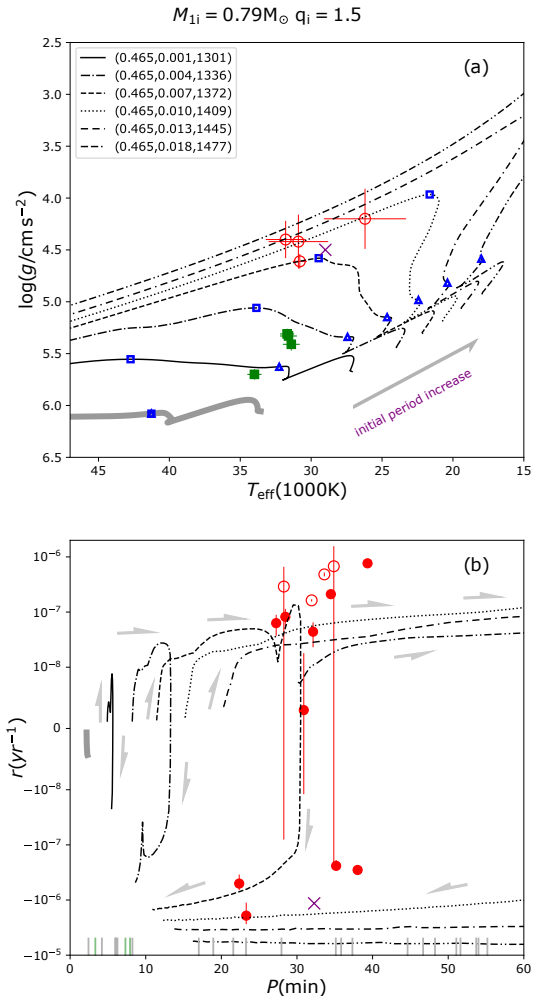 M₁ᵢ = 0.79M☉ qᵢ = 1.5
(a)
(0.465,0.001,1301)
(0.465,0.004,1336)
(0.465,0.007,1372)
(0.465,0.010,1409)
(0.465,0.013,1445)
(0.465,0.018,1477)
2.5
3.0
3.5
4.0
4.5
5.0
5.5
6.0
6.5
log(g/cm s⁻²)
initial period increase
45 40 35 30 25 20 15
T_eff(1000K)
(b)
10⁻⁶
10⁻⁷
10⁻⁸
0
−10⁻⁸
−10⁻⁷
−10⁻⁶
−10⁻⁵
r(yr⁻¹)
0 10 20 30 40 50 60
P(min)